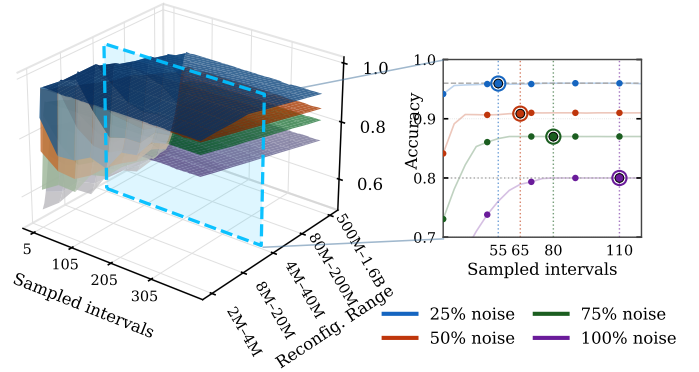 1.0
0.8
0.6
5
105
205
305
Sampled intervals
2M–4M
8M–20M
4M–40M
80M–200M
500M–1.6B
Reconfig. Range
1.0
0.9
0.8
0.7
Accuracy
55 65 80 110
Sampled intervals
25% noise 75% noise
50% noise 100% noise